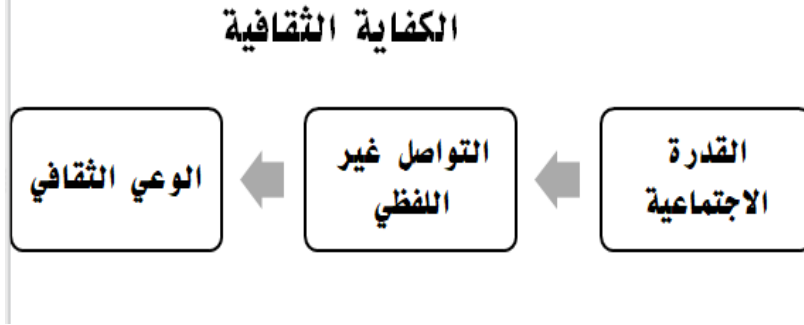 الكفاية الثقافية
القدرة
الاجتماعية
التواصل غير
اللفظي
الوعي الثقافي